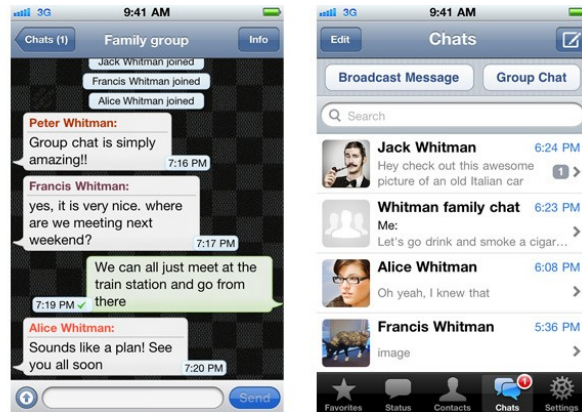 3G 9:41 AM
Chats (1) Family group Info
Jack Whitman joined
Francis Whitman joined
Alice Whitman joined
Peter Whitman:
Group chat is simply
amazing!!
7:16 PM
Francis Whitman:
yes, it is very nice. where
are we meeting next
weekend?
7:17 PM
We can all just meet at the
train station and go from
there
7:19 PM ✓
Alice Whitman:
Sounds like a plan! See
you all soon
7:20 PM
Send
3G 9:41 AM
Edit Chats
Broadcast Message Group Chat
Search
Jack Whitman 6:24 PM
Hey check out this awesome
picture of an old Italian car
1
Whitman family chat 6:23 PM
Me:
Let's go drink and smoke a cigar...
Alice Whitman 6:08 PM
Oh yeah, I knew that
Francis Whitman 5:36 PM
image
1
Favorites Status Contacts Chats Settings